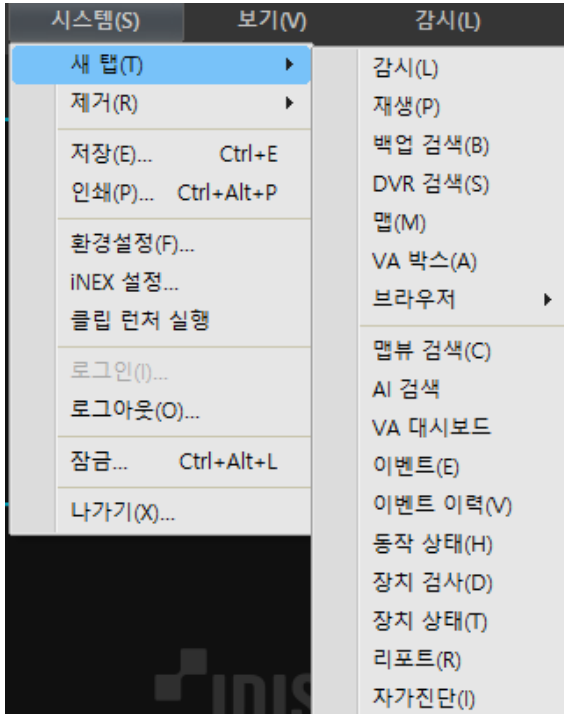 시스템(S) 보기(V) 감시(L)
새 탭(T)
제거(R)
저장(E)... Ctrl+E
인쇄(P)... Ctrl+Alt+P
환경설정(F)...
iNEX 설정...
클립 런처 실행
로그인(I)...
로그아웃(O)...
잠금... Ctrl+Alt+L
나가기(X)...
감시(L)
재생(P)
백업 검색(B)
DVR 검색(S)
맵(M)
VA 박스(A)
브라우저
맵뷰 검색(C)
AI 검색
VA 대시보드
이벤트(E)
이벤트 이력(V)
동작 상태(H)
장치 검사(D)
장치 상태(T)
리포트(R)
자가진단(I)